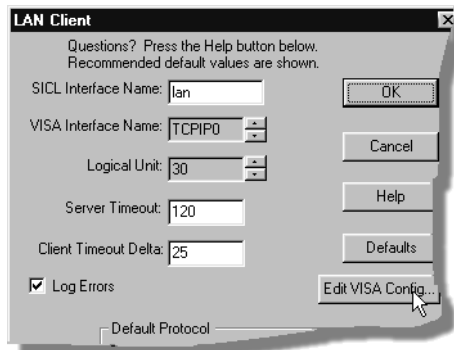 LAN Client
Questions? Press the Help button below.
Recommended default values are shown.
SICL Interface Name: lan
OK
VISA Interface Name: TCPIP0
Cancel
Logical Unit: 30
Help
Server Timeout: 120
Client Timeout Delta: 25
Defaults
Log Errors
Edit VISA Config...
Default Protocol